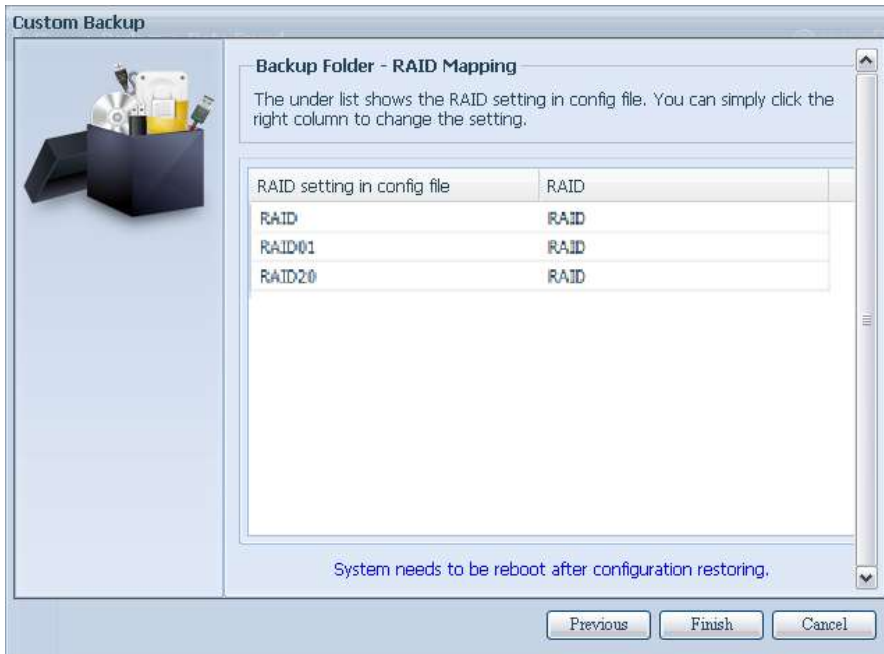 Custom Backup
Backup Folder - RAID Mapping
The under list shows the RAID setting in config file. You can simply click the
right column to change the setting.
RAID setting in config file RAID
RAID RAID
RAID01 RAID
RAID20 RAID
System needs to be reboot after configuration restoring.
Previous Finish Cancel